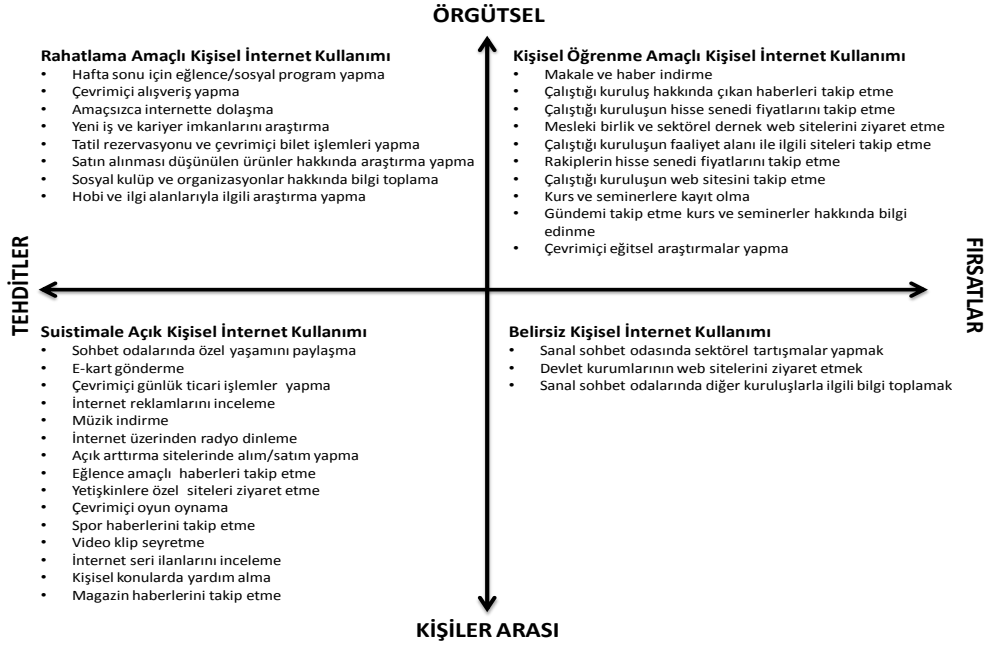 ÖRGÜTSEL
Rahatlama Amaçlı Kişisel İnternet Kullanımı
• Hafta sonu için eğlence/sosyal program yapma
• Çevrimiçi alışveriş yapma
• Amaçsızca internette dolaşma
• Yeni iş ve kariyer imkanlarını araştırma
• Tatil rezervasyonu ve çevrimiçi bilet işlemleri yapma
• Satın alınması düşünülen ürünler hakkında araştırma yapma
• Sosyal kulüp ve organizasyonlar hakkında bilgi toplama
• Hobi ve ilgi alanlarıyla ilgili araştırma yapma
Kişisel Öğrenme Amaçlı Kişisel İnternet Kullanımı
• Makale ve haber indirme
• Çalıştığı kuruluş hakkında çıkan haberleri takip etme
• Çalıştığı kuruluşun hisse senedi fiyatlarını takip etme
• Mesleki birlik ve sektörel dernek web sitelerini ziyaret etme
• Çalıştığı kuruluşun faaliyet alanı ile ilgili siteleri takip etme
• Rakiplerin hisse senedi fiyatlarını takip etme
• Çalıştığı kuruluşun web sitesini takip etme
• Kurs ve seminerlere kayıt olma
• Gündemi takip etme kurs ve seminerler hakkında bilgi
edinme
• Çevrimiçi eğitsel araştırmalar yapma
TEHDİTLER
FIRSATLAR
Suistimale Açık Kişisel İnternet Kullanımı
• Sohbet odalarında özel yaşamını paylaşma
• E-kart gönderme
• Çevrimiçi günlük ticari işlemler yapma
• İnternet reklamlarını inceleme
• Müzik indirme
• İnternet üzerinden radyo dinleme
• Açık arttırma sitelerinde alım/satım yapma
• Eğlence amaçlı haberleri takip etme
• Yetişkinlere özel siteleri ziyaret etme
• Çevrimiçi oyun oynama
• Spor haberlerini takip etme
• Video klip seyretme
• İnternet seri ilanlarını inceleme
• Kişisel konularda yardım alma
• Magazin haberlerini takip etme
Belirsiz Kişisel İnternet Kullanımı
• Sanal sohbet odasında sektörel tartışmalar yapmak
• Devlet kurumlarının web sitelerini ziyaret etmek
• Sanal sohbet odalarında diğer kuruluşlarla ilgili bilgi toplamak
KİŞİLER ARASI